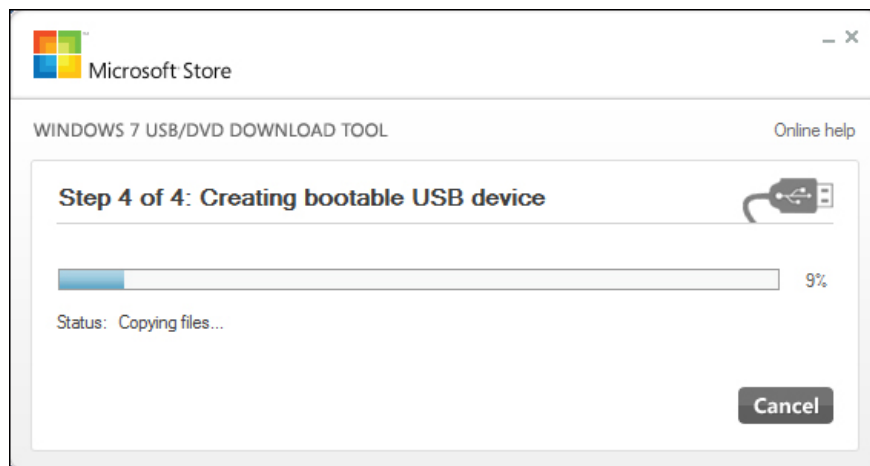 Microsoft Store
WINDOWS 7 USB/DVD DOWNLOAD TOOL
Online help
Step 4 of 4: Creating bootable USB device
9%
Status: Copying files...
Cancel